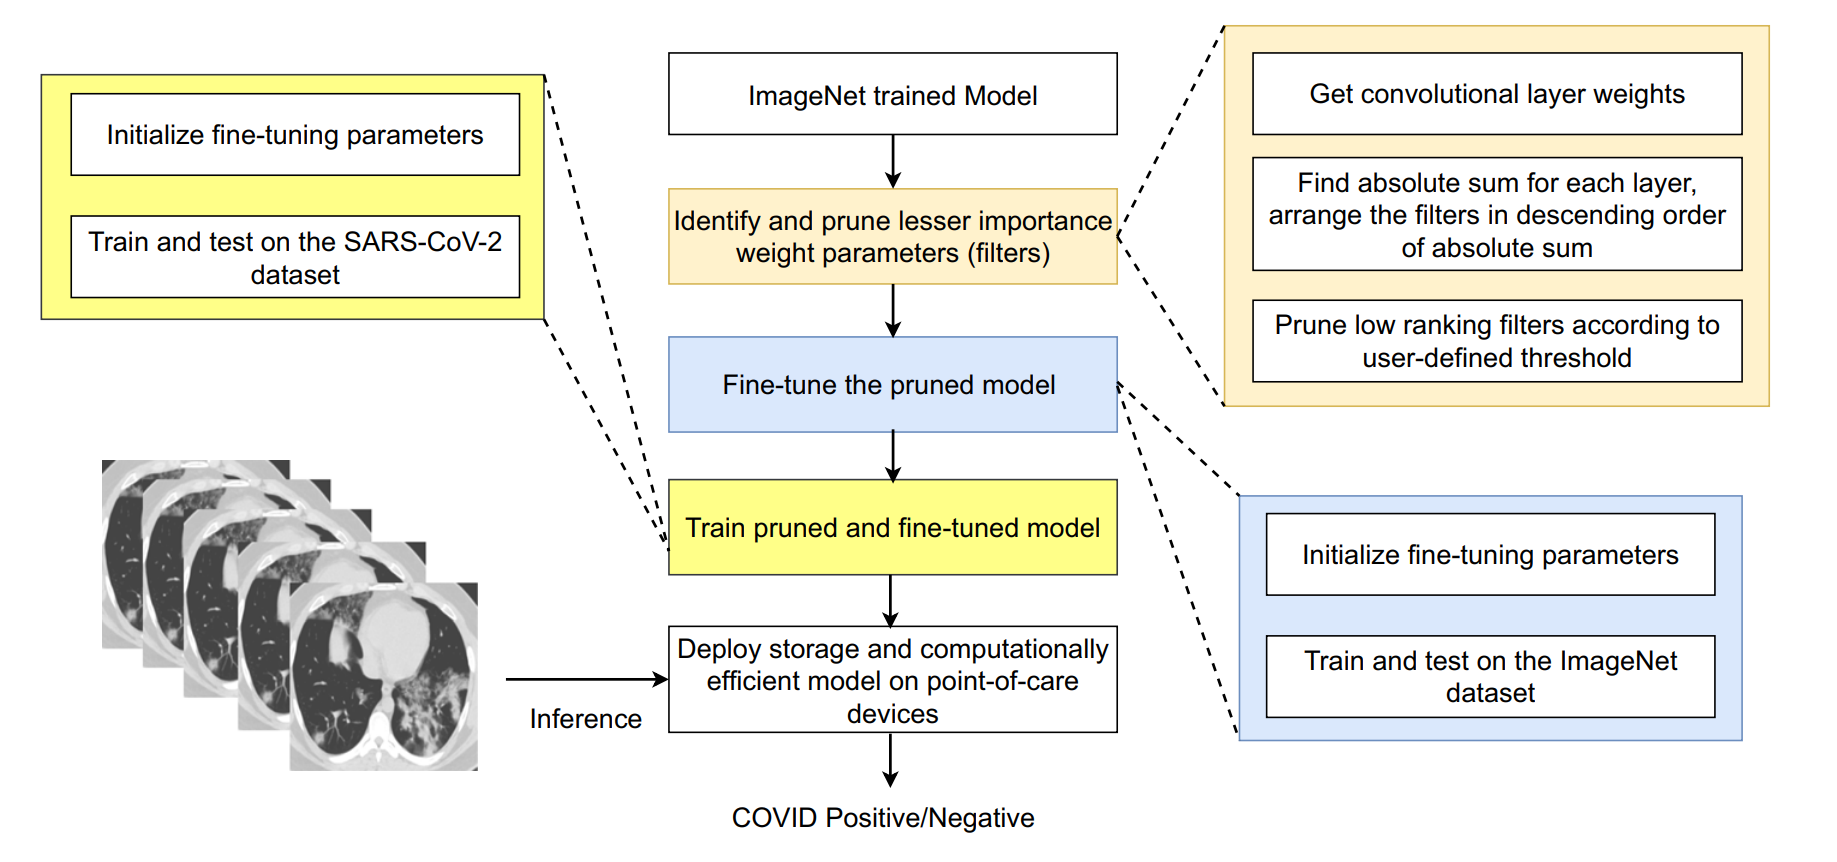 Initialize fine-tuning parameters
Train and test on the SARS-CoV-2
dataset
ImageNet trained Model
Identify and prune lesser importance
weight parameters (filters)
Fine-tune the pruned model
Train pruned and fine-tuned model
Deploy storage and computationally
efficient model on point-of-care
devices
Inference
COVID Positive/Negative
Get convolutional layer weights
Find absolute sum for each layer,
arrange the filters in descending order
of absolute sum
Prune low ranking filters according to
user-defined threshold
Initialize fine-tuning parameters
Train and test on the ImageNet
dataset